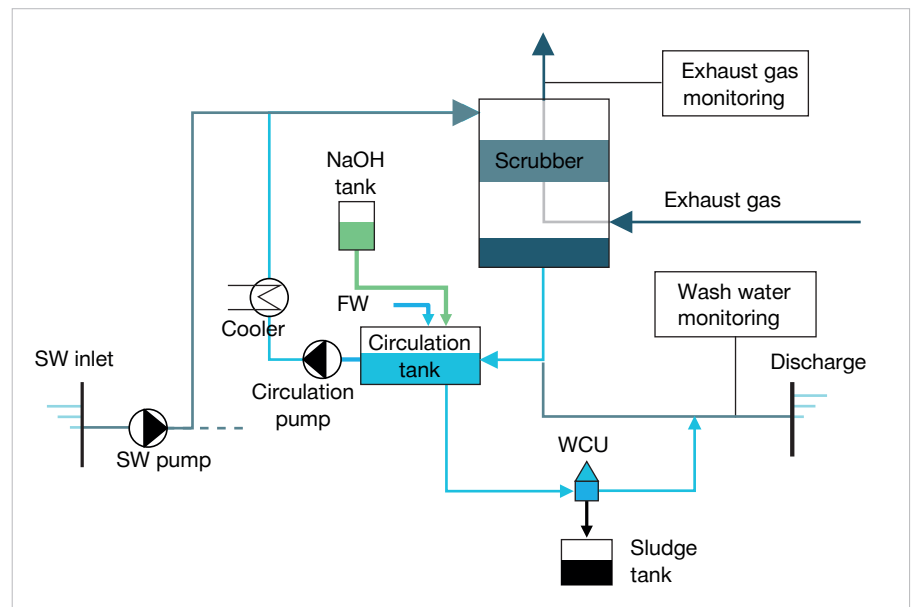 Exhaust gas
monitoring
Scrubber
NaOH
tank
Exhaust gas
Wash water
monitoring
FW
Cooler
Circulation
tank
SW inlet
Discharge
Circulation
pump
SW pump
WCU
Sludge
tank